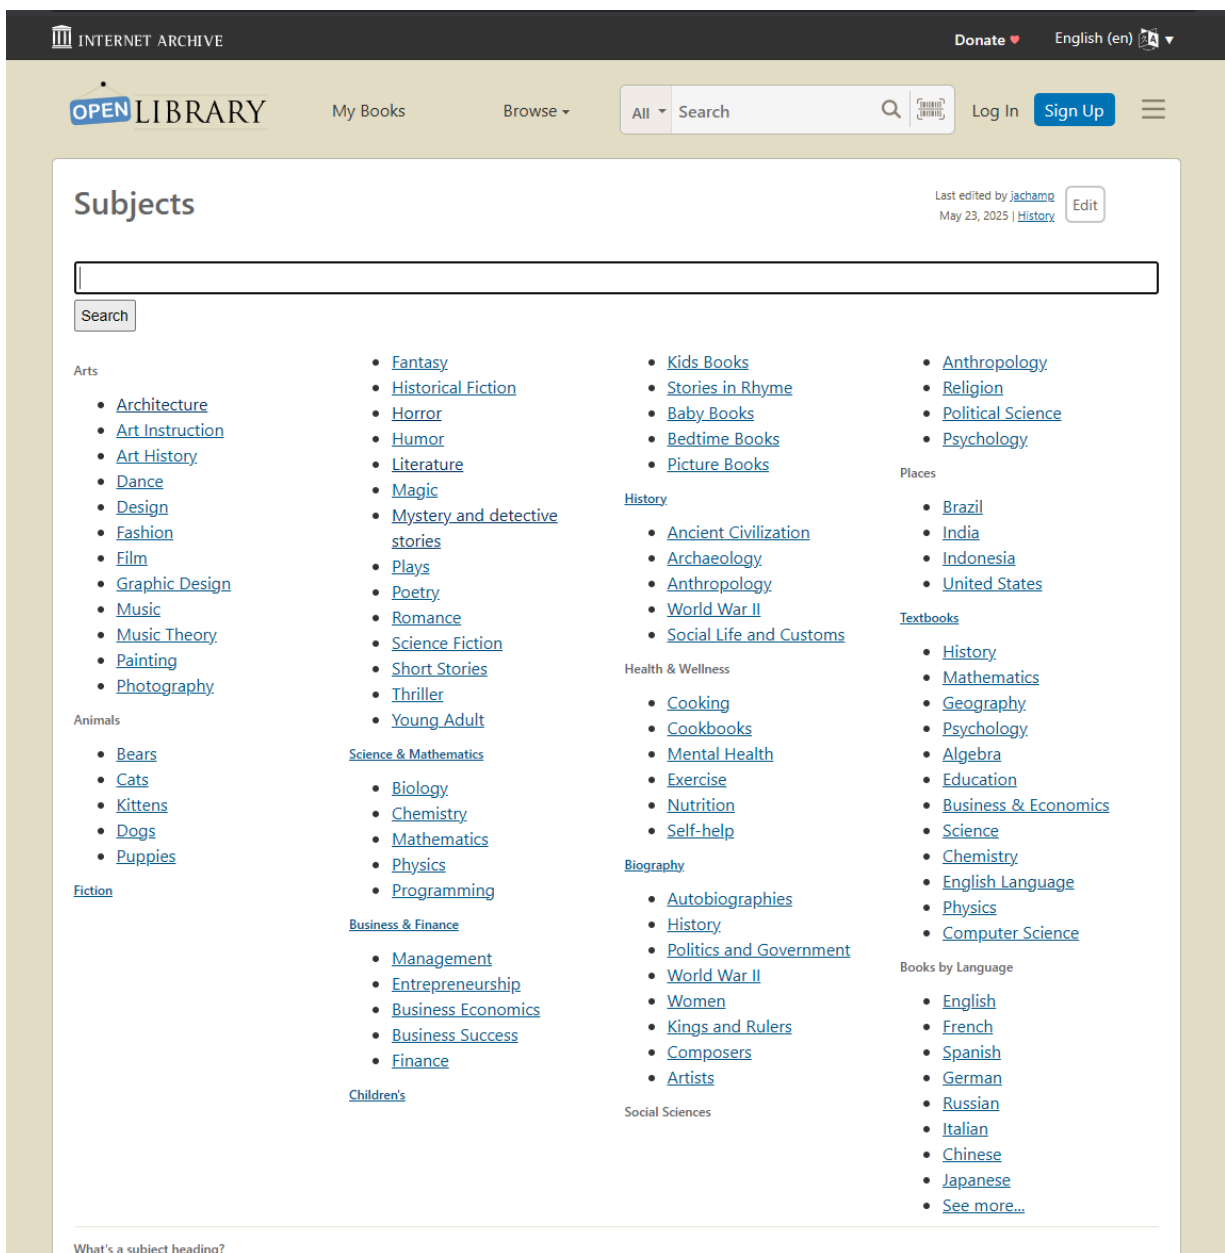 INTERNET ARCHIVE
Donate ♥
English (en)
OPEN LIBRARY
My Books
Browse
All
Search
Log In
Sign Up
Subjects
Last edited by jachamp
May 23, 2025 | History
Edit
Search
Arts
Architecture
Art Instruction
Art History
Dance
Design
Fashion
Film
Graphic Design
Music
Music Theory
Painting
Photography
Animals
Bears
Cats
Kittens
Dogs
Puppies
Fiction
Fantasy
Historical Fiction
Horror
Humor
Literature
Magic
Mystery and detective
stories
Plays
Poetry
Romance
Science Fiction
Short Stories
Thriller
Young Adult
Science & Mathematics
Biology
Chemistry
Mathematics
Physics
Programming
Business & Finance
Management
Entrepreneurship
Business Economics
Business Success
Finance
Children's
Kids Books
Stories in Rhyme
Baby Books
Bedtime Books
Picture Books
History
Ancient Civilization
Archaeology
Anthropology
World War II
Social Life and Customs
Health & Wellness
Cooking
Cookbooks
Mental Health
Exercise
Nutrition
Self-help
Biography
Autobiographies
History
Politics and Government
World War II
Women
Kings and Rulers
Composers
Artists
Social Sciences
Anthropology
Religion
Political Science
Psychology
Places
Brazil
India
Indonesia
United States
Textbooks
History
Mathematics
Geography
Psychology
Algebra
Education
Business & Economics
Science
Chemistry
English Language
Physics
Computer Science
Books by Language
English
French
Spanish
German
Russian
Italian
Chinese
Japanese
See more...
What's a subject heading?